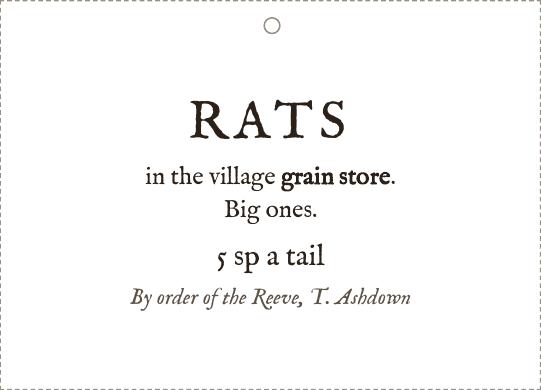 RATS
in the village grain store.
Big ones.
5 sp a tail
By order of the Reeve, T. Ashdown